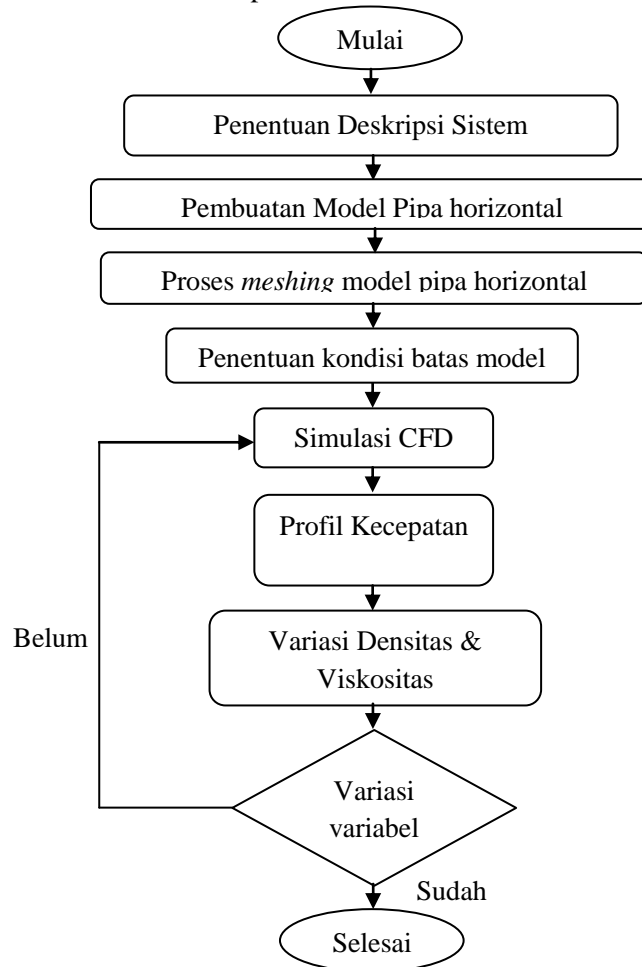 Mulai
Penentuan Deskripsi Sistem
Pembuatan Model Pipa horizontal
Proses meshing model pipa horizontal
Penentuan kondisi batas model
Simulasi CFD
Profil Kecepatan
Variasi Densitas &
Viskositas
Belum
Variasi
variabel
Sudah
Selesai